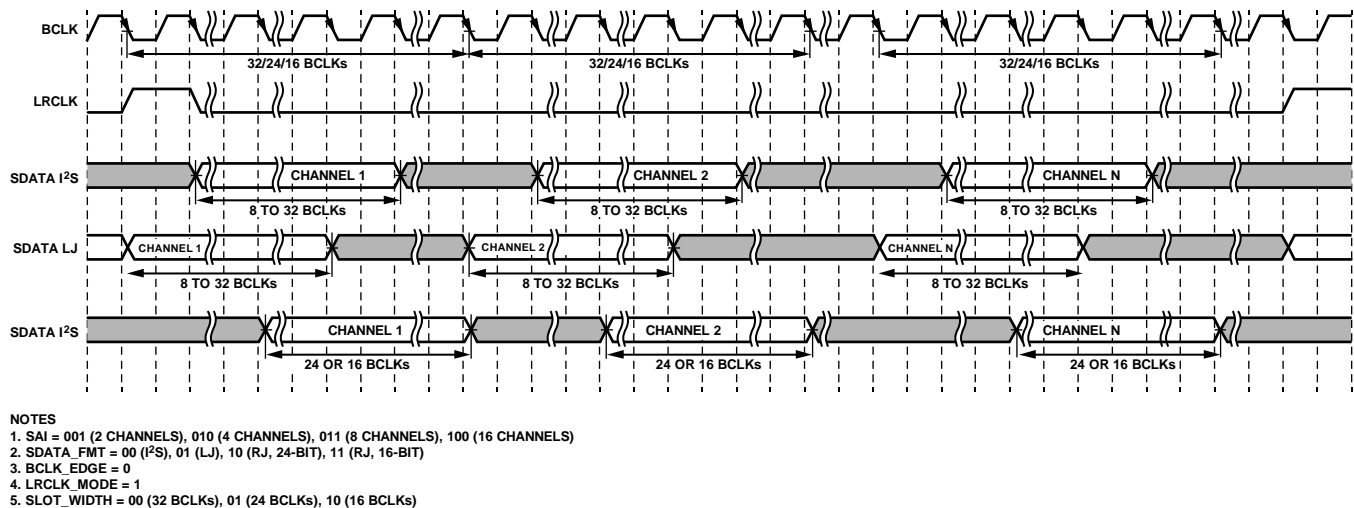 BCLK
32/24/16 BCLKs 32/24/16 BCLKs 32/24/16 BCLKs
LRCLK
SDATA I²S CHANNEL 1 CHANNEL 2 CHANNEL N
8 TO 32 BCLKs 8 TO 32 BCLKs 8 TO 32 BCLKs
SDATA LJ CHANNEL 1 CHANNEL 2 CHANNEL N
8 TO 32 BCLKs 8 TO 32 BCLKs 8 TO 32 BCLKs
SDATA I²S CHANNEL 1 CHANNEL 2 CHANNEL N
24 OR 16 BCLKs 24 OR 16 BCLKs 24 OR 16 BCLKs
NOTES
1. SAI = 001 (2 CHANNELS), 010 (4 CHANNELS), 011 (8 CHANNELS), 100 (16 CHANNELS)
2. SDATA_FMT = 00 (I²S), 01 (LJ), 10 (RJ, 24-BIT), 11 (RJ, 16-BIT)
3. BCLK_EDGE = 0
4. LRCLK_MODE = 1
5. SLOT_WIDTH = 00 (32 BCLKs), 01 (24 BCLKs), 10 (16 BCLKs)